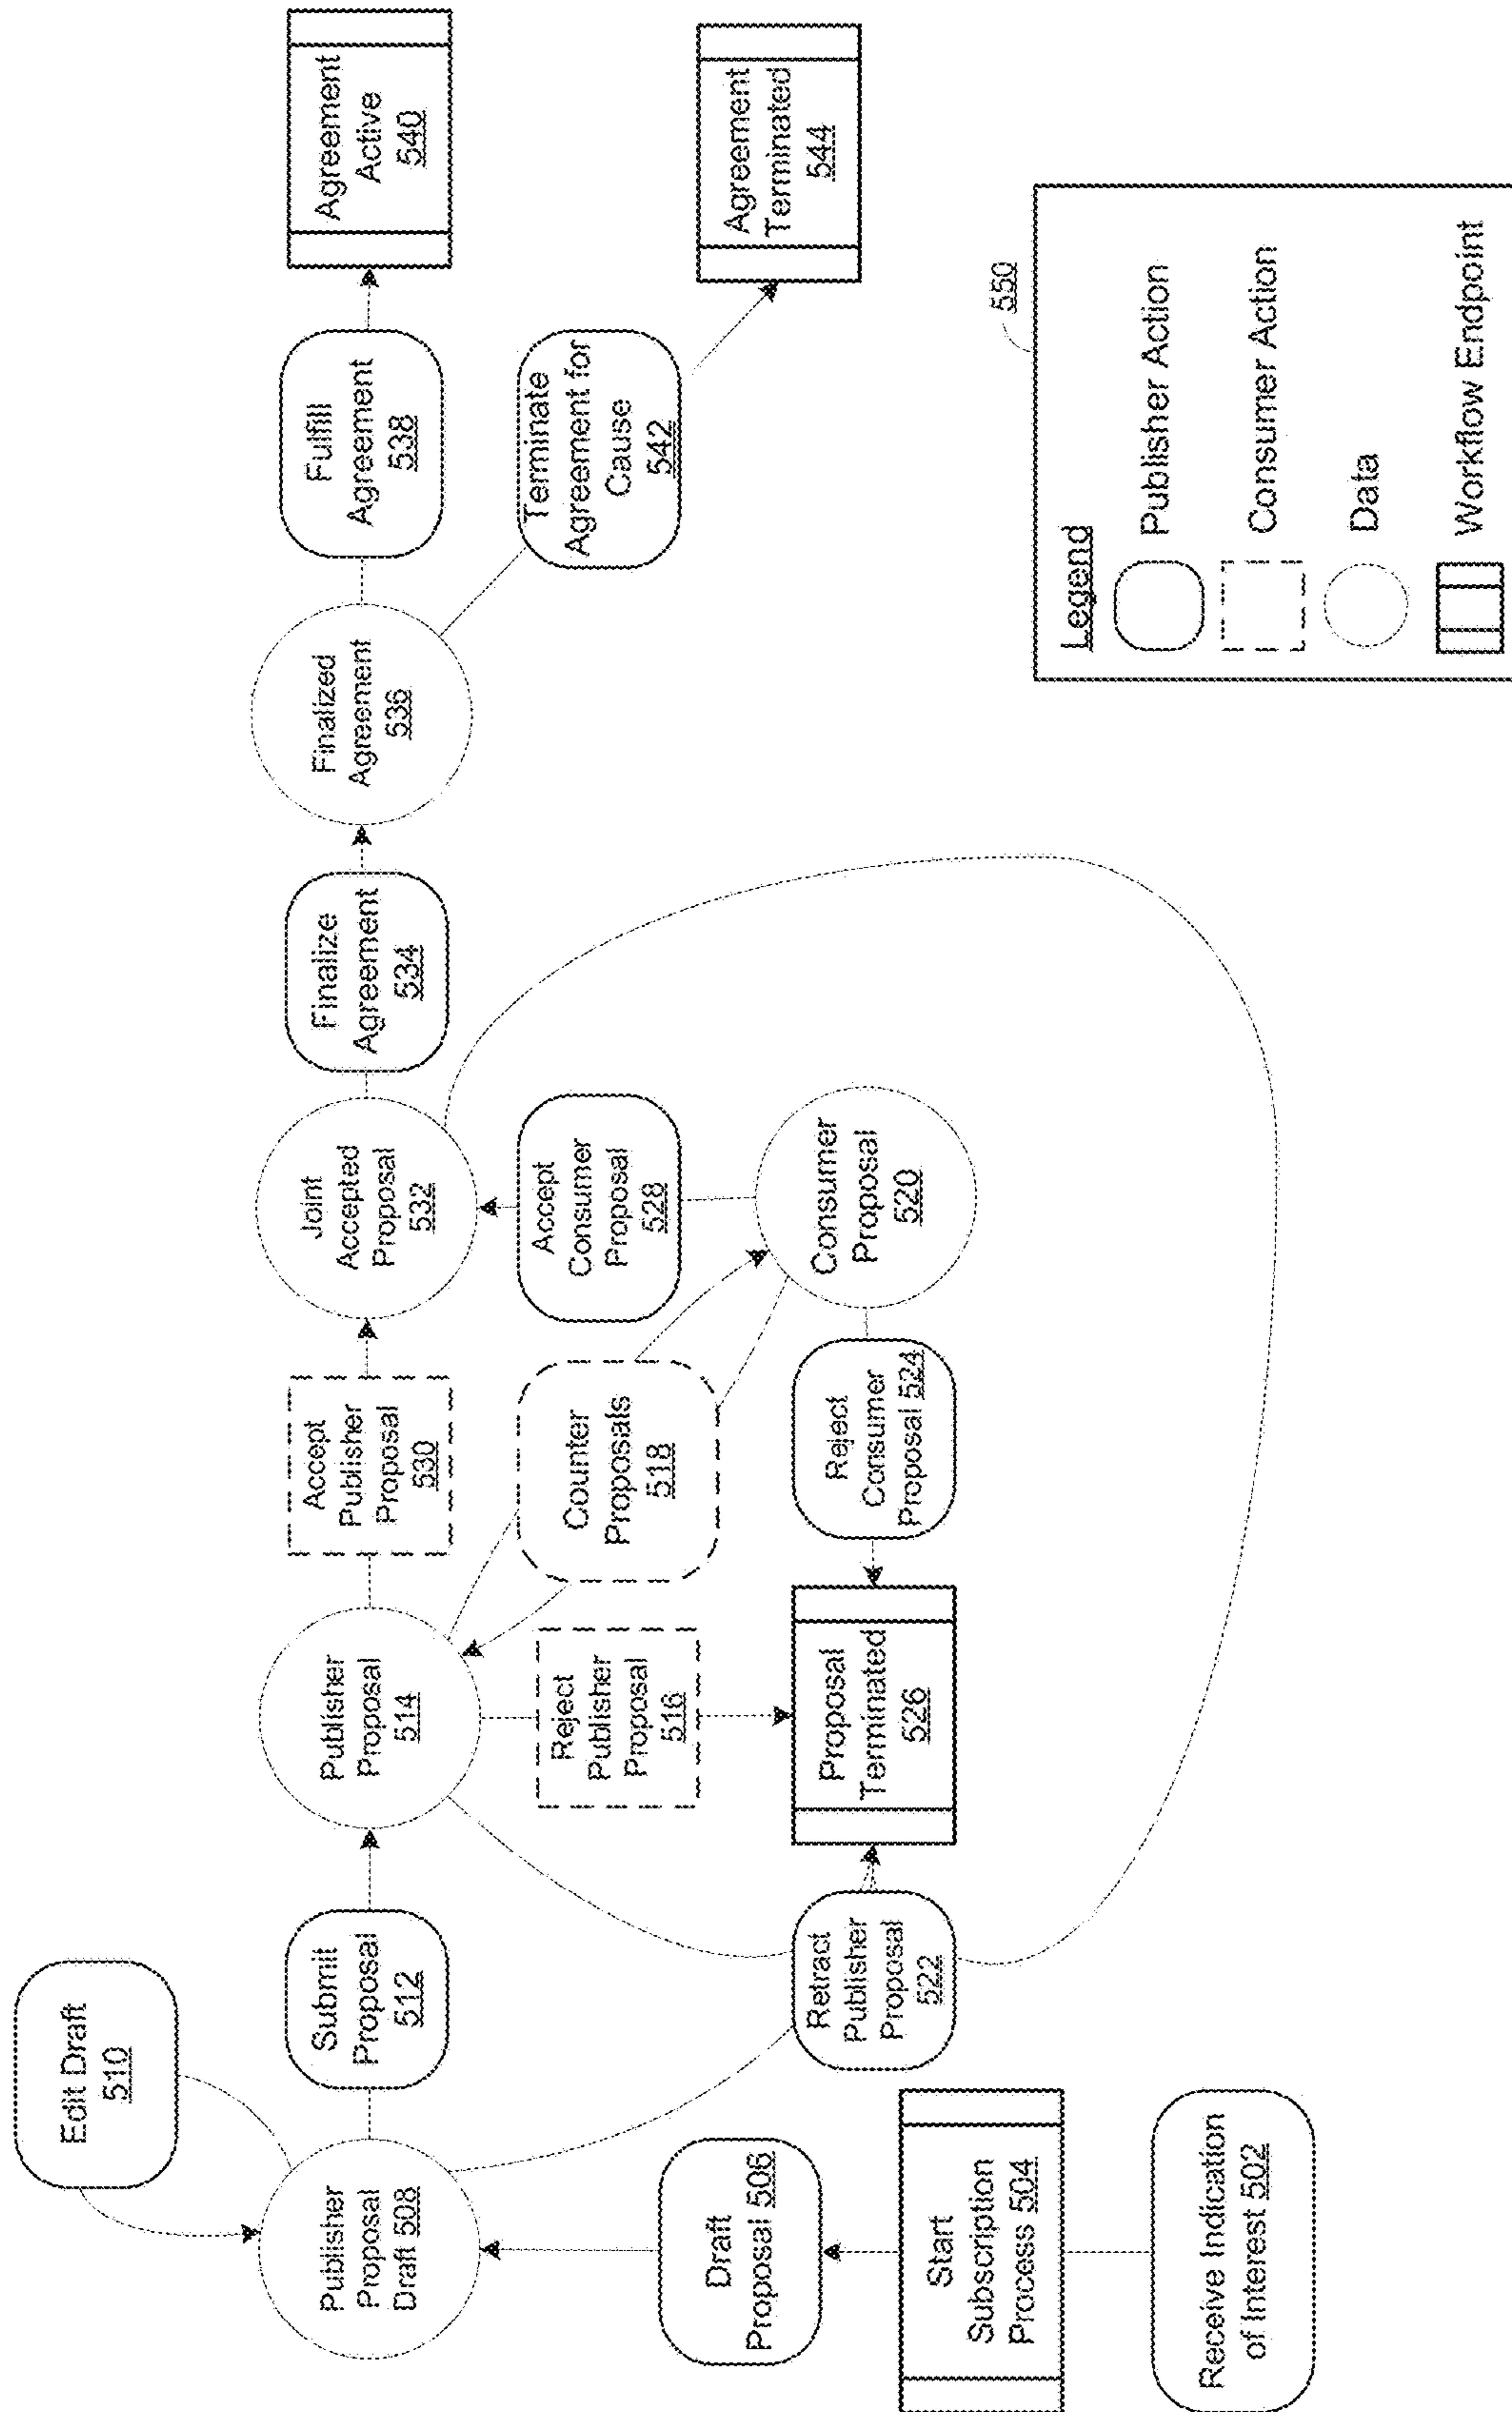 Edit Draft
510
Publisher
Proposal
Draft 508
Submit
Proposal
512
Publisher
Proposal
514
Accept
Publisher
Proposal
530
Joint
Accepted
Proposal
532
Finalize
Agreement
534
Finalized
Agreement
536
Fulfill
Agreement
538
Agreement
Active
540
Reject
Publisher
Proposal
516
Counter
Proposals
518
Accept
Consumer
Proposal
528
Terminate
Agreement for
Cause
542
Agreement
Terminated
544
Draft
Proposal 506
Retract
Publisher
Proposal
522
Proposal
Terminated
526
Reject
Consumer
Proposal 524
Consumer
Proposal
520
Start
Subscription
Process 504
Receive Indication
of Interest 502
550
Legend
Publisher Action
Consumer Action
Data
Workflow Endpoint